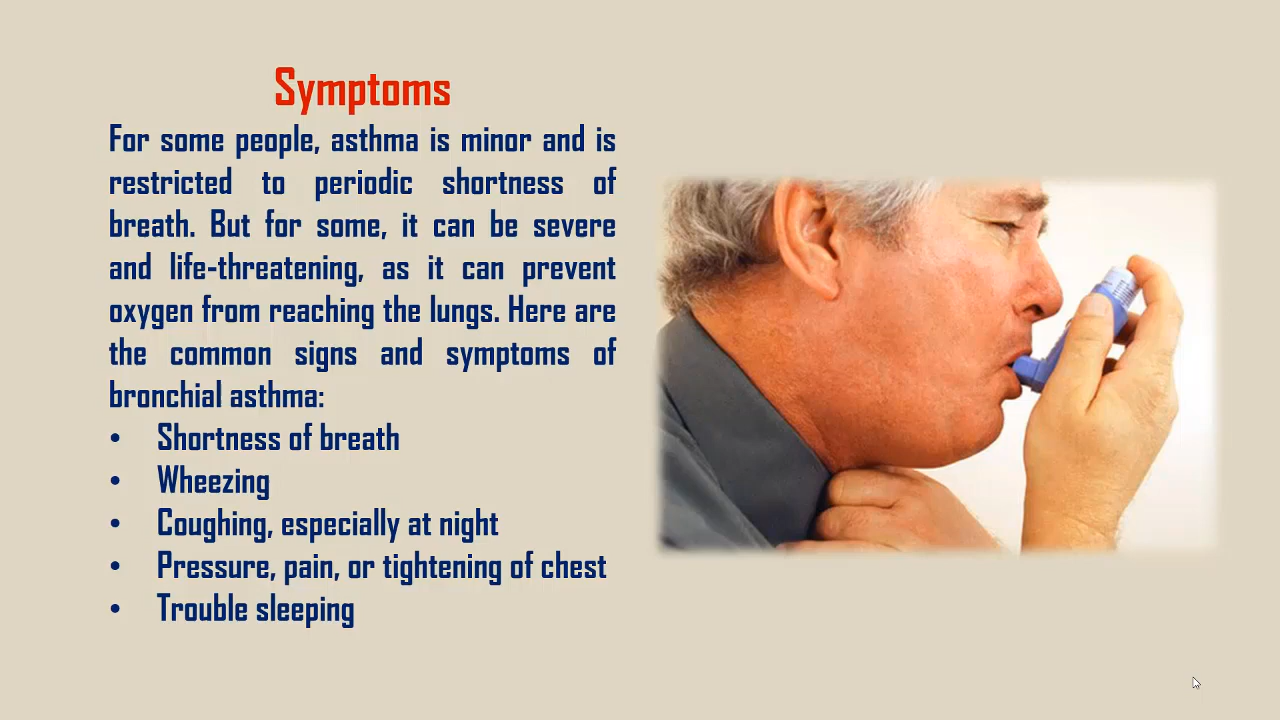 Symptoms
For some people, asthma is minor and is
restricted to periodic shortness of
breath. But for some, it can be severe
and life-threatening, as it can prevent
oxygen from reaching the lungs. Here are
the common signs and symptoms of
bronchial asthma:
• Shortness of breath
• Wheezing
• Coughing, especially at night
• Pressure, pain, or tightening of chest
• Trouble sleeping